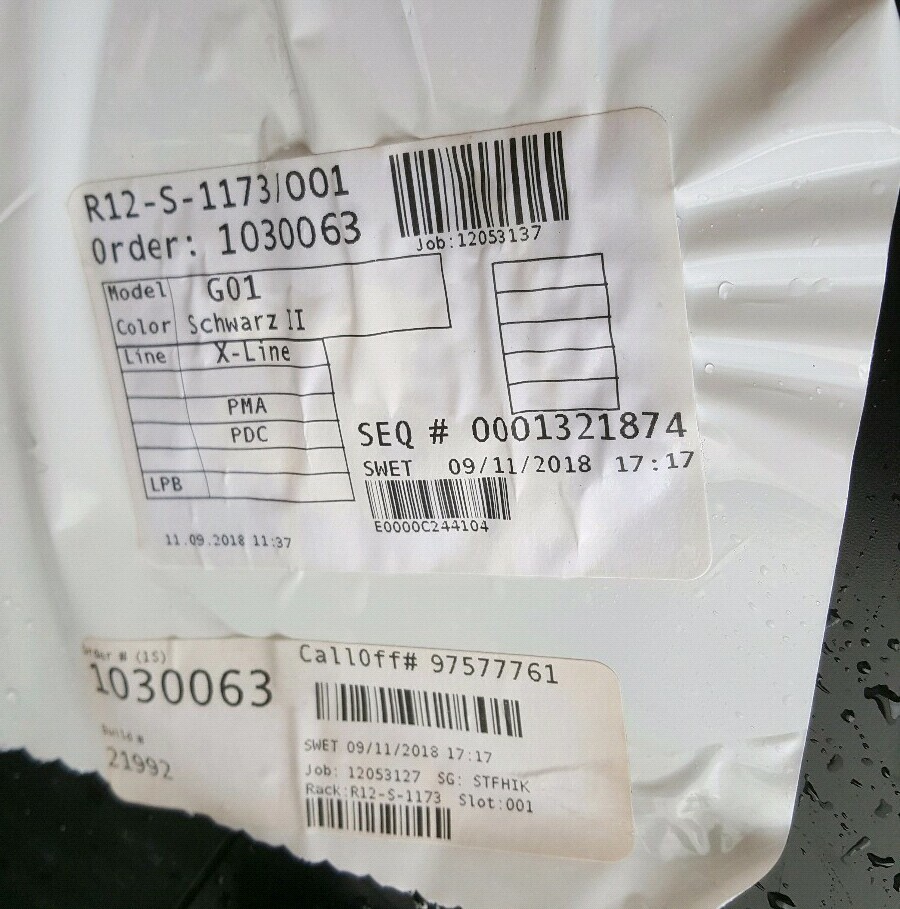 R12-S-1173/001
Order: 1030063
Job:12053137
Model G01
Color Schwarz II
Line X-Line
PMA
PDC
LPB
SEQ # 0001321874
SWET 09/11/2018 17:17
E0000C244104
11.09.2018 11:37
Order # (1S)
1030063
Build #
21992
CallOff# 97577761
SWET 09/11/2018 17:17
Job: 12053127 SG: STFHIK
Rack:R12-S-1173 Slot:001